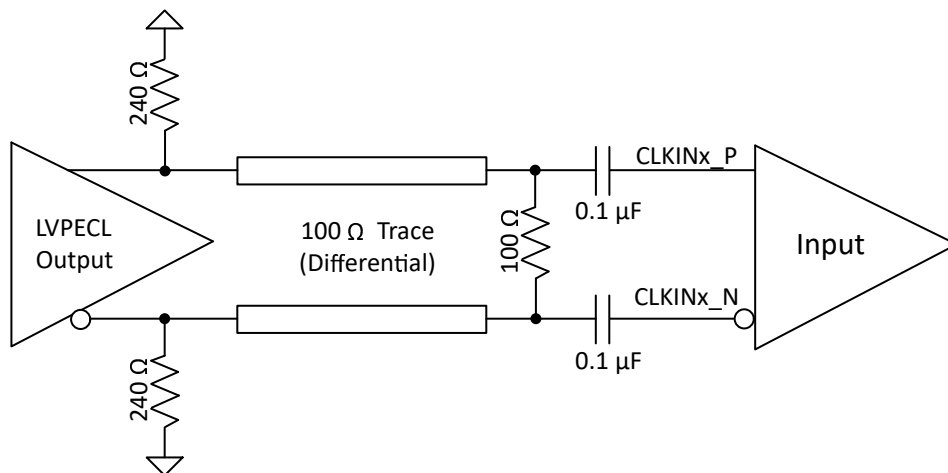 240 Ω
CLKINx_P
0.1 µF
LVPECL
Output
100 Ω Trace
(Differential)
100 Ω
Input
CLKINx_N
0.1 µF
240 Ω